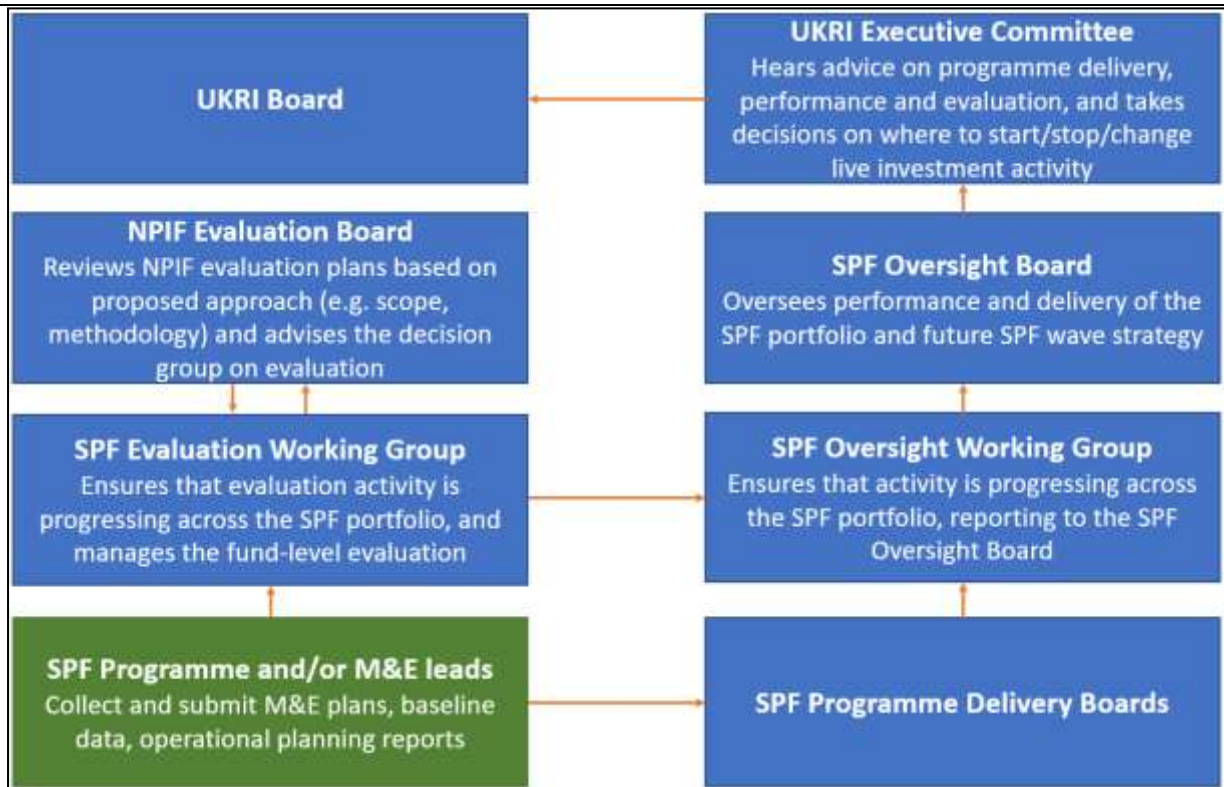 UKRI Board
UKRI Executive Committee
Hears advice on programme delivery,
performance and evaluation, and takes
decisions on where to start/stop/change
live investment activity
NPIF Evaluation Board
Reviews NPIF evaluation plans based on
proposed approach (e.g. scope,
methodology) and advises the decision
group on evaluation
SPF Oversight Board
Oversees performance and delivery of the
SPF portfolio and future SPF wave strategy
SPF Evaluation Working Group
Ensures that evaluation activity is
progressing across the SPF portfolio, and
manages the fund-level evaluation
SPF Oversight Working Group
Ensures that activity is progressing across
the SPF portfolio, reporting to the SPF
Oversight Board
SPF Programme and/or M&E leads
Collect and submit M&E plans, baseline
data, operational planning reports
SPF Programme Delivery Boards